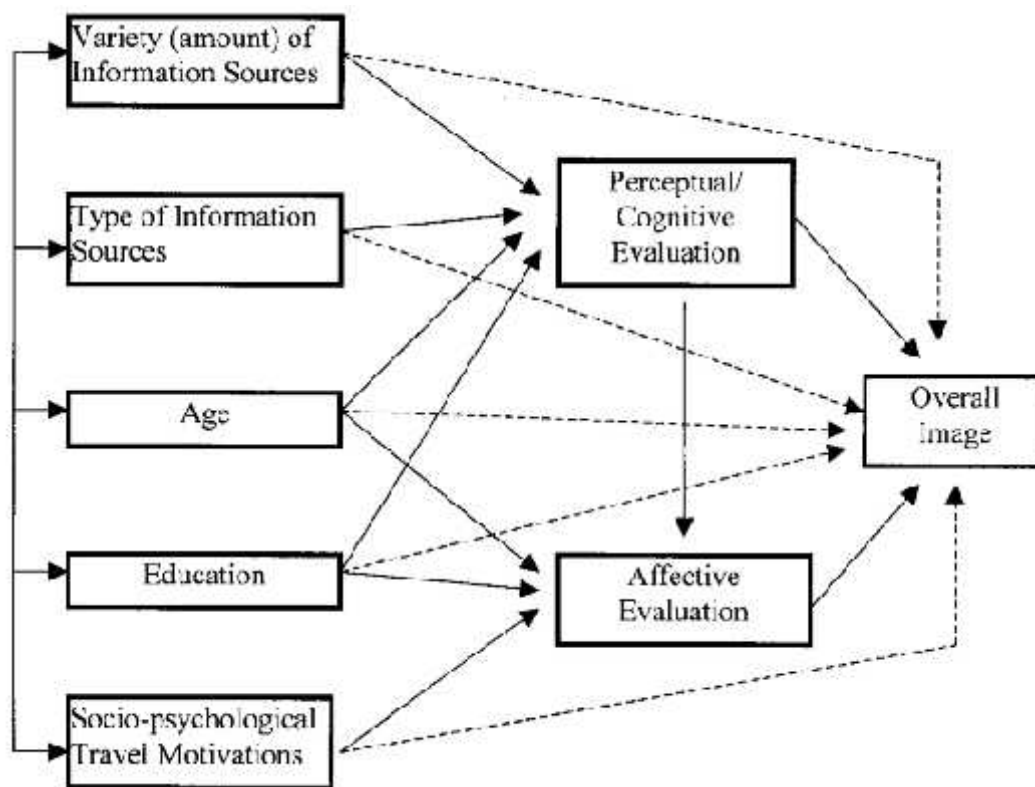 Variety (amount) of
Information Sources
Type of Information
Sources
Age
Education
Socio-psychological
Travel Motivations
Perceptual/
Cognitive
Evaluation
Affective
Evaluation
Overall
Image